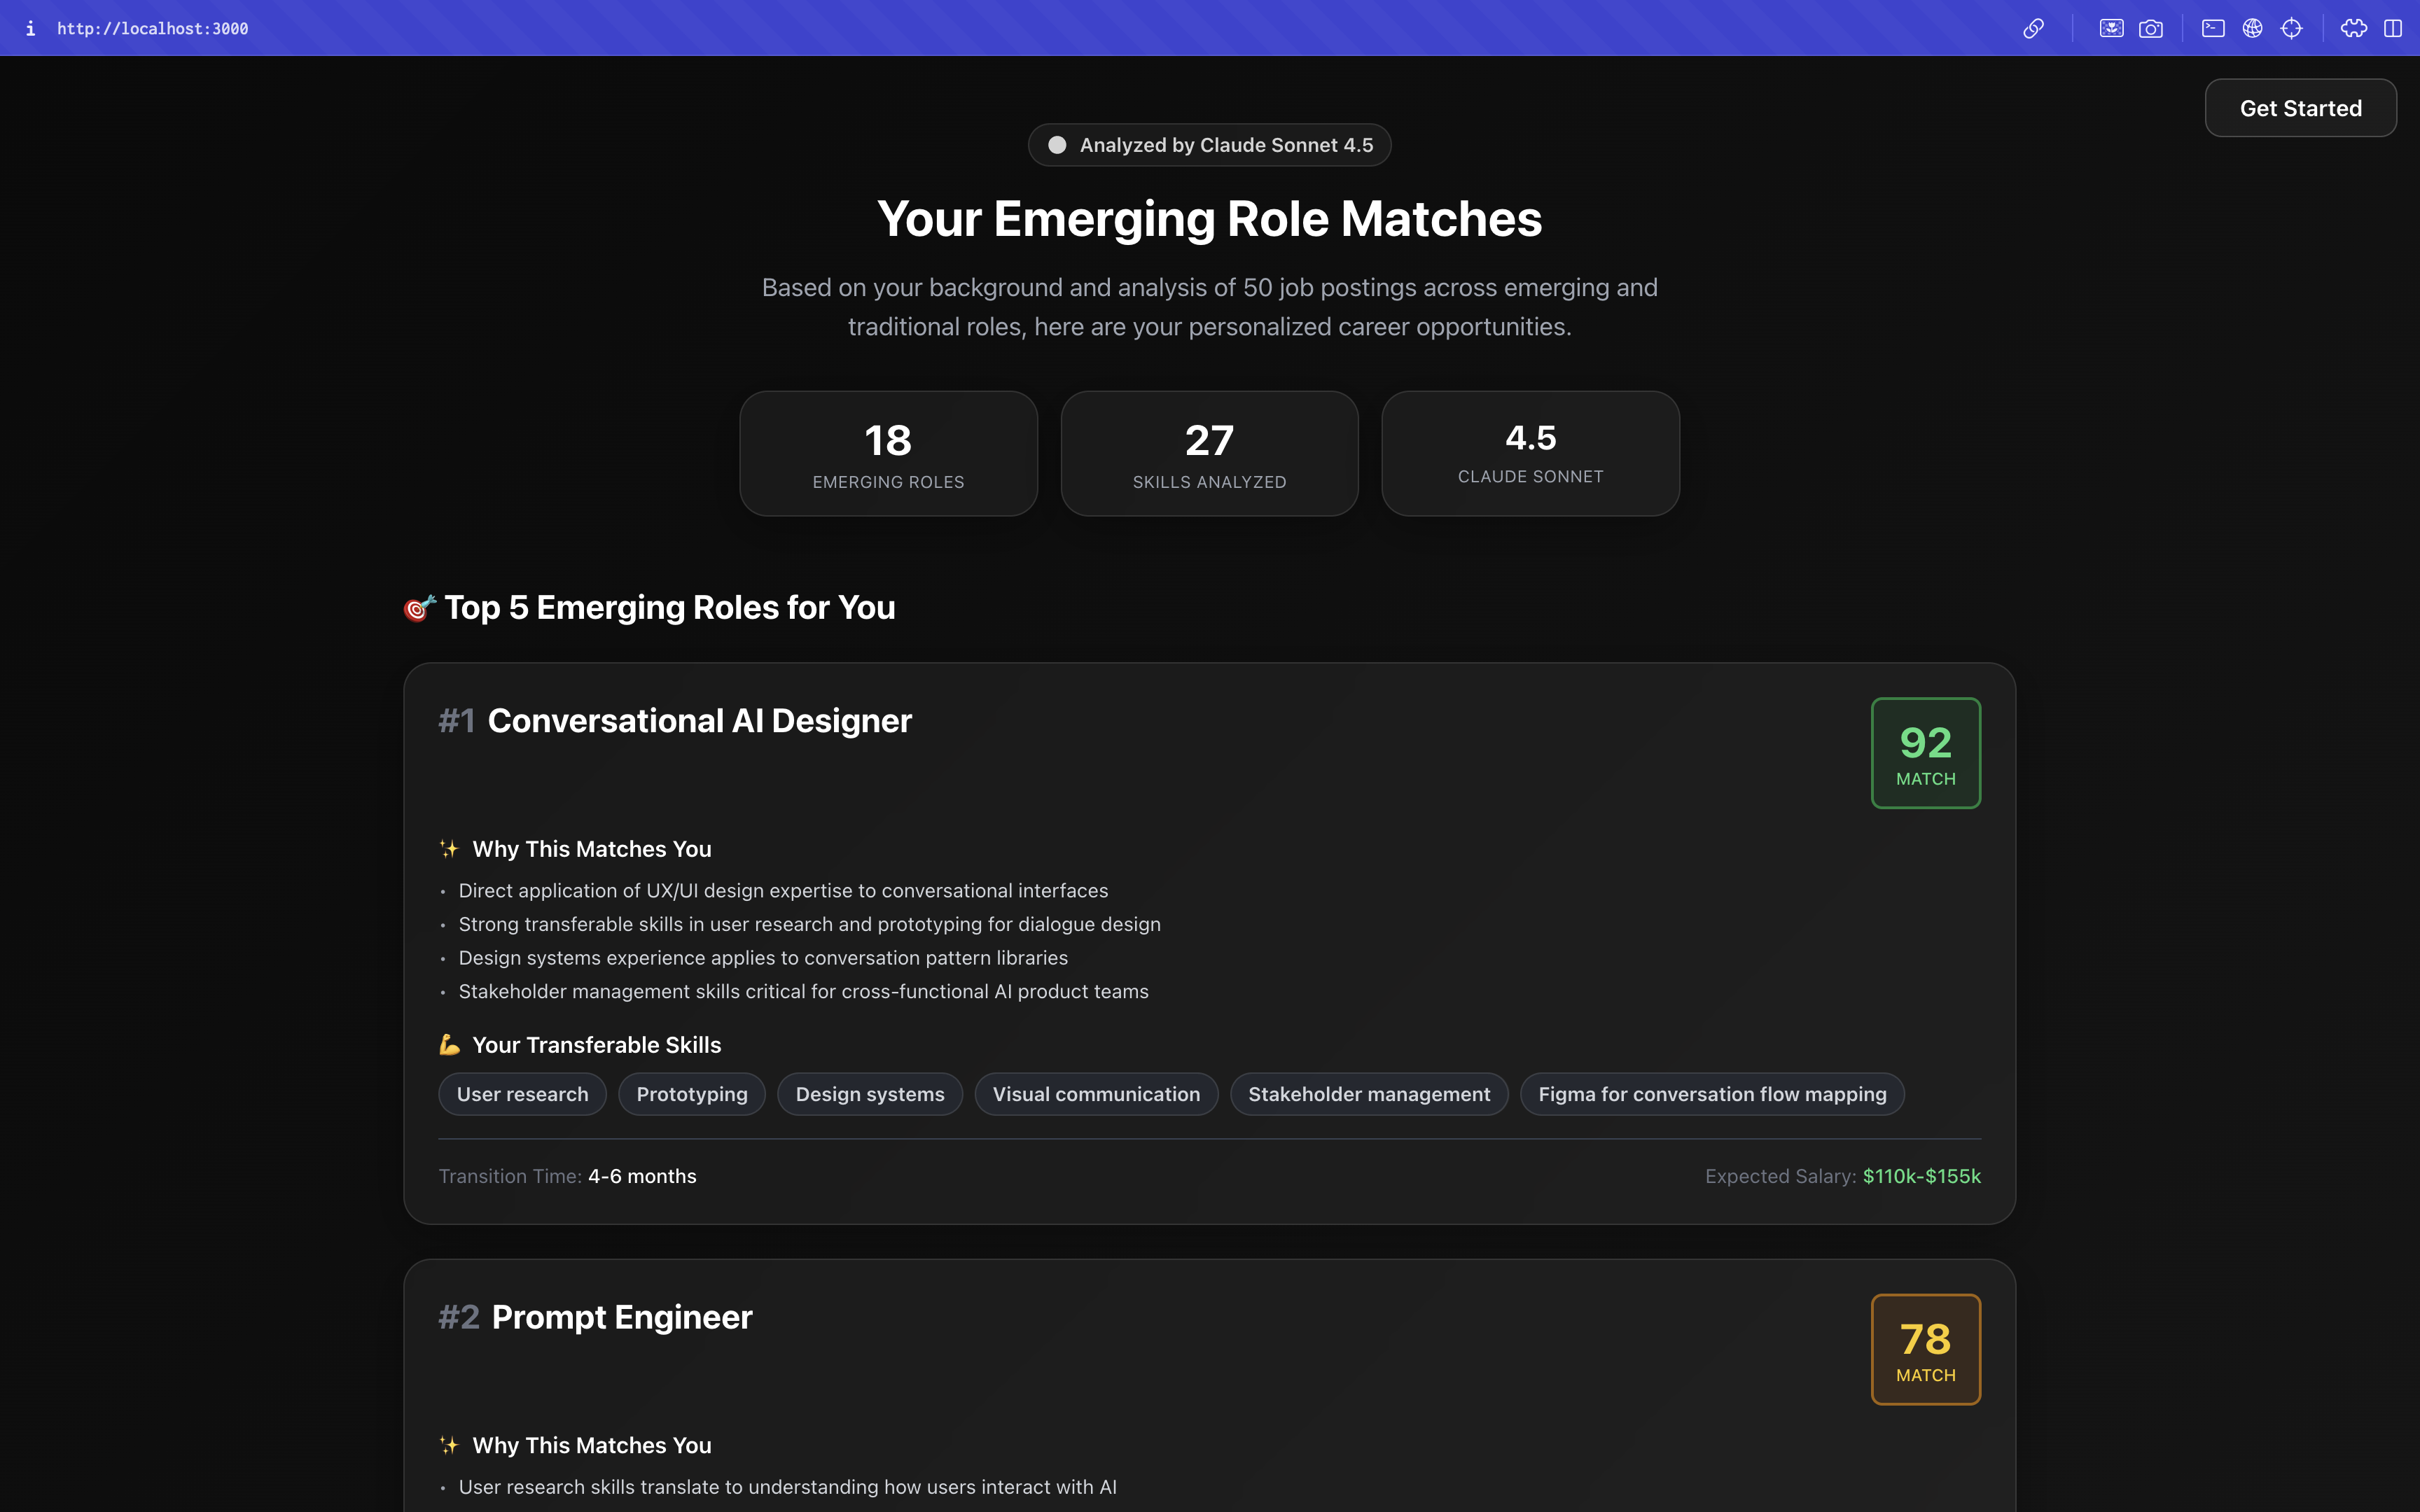 i http://localhost:3000
Get Started
Analyzed by Claude Sonnet 4.5
Your Emerging Role Matches
Based on your background and analysis of 50 job postings across emerging and
traditional roles, here are your personalized career opportunities.
18
EMERGING ROLES
27
SKILLS ANALYZED
4.5
CLAUDE SONNET
🎯 Top 5 Emerging Roles for You
#1 Conversational AI Designer
92
MATCH
✨ Why This Matches You
• Direct application of UX/UI design expertise to conversational interfaces
• Strong transferable skills in user research and prototyping for dialogue design
• Design systems experience applies to conversation pattern libraries
• Stakeholder management skills critical for cross-functional AI product teams
💪 Your Transferable Skills
User research Prototyping Design systems Visual communication Stakeholder management Figma for conversation flow mapping
Transition Time: 4-6 months
Expected Salary: $110k-$155k
#2 Prompt Engineer
78
MATCH
✨ Why This Matches You
• User research skills translate to understanding how users interact with AI